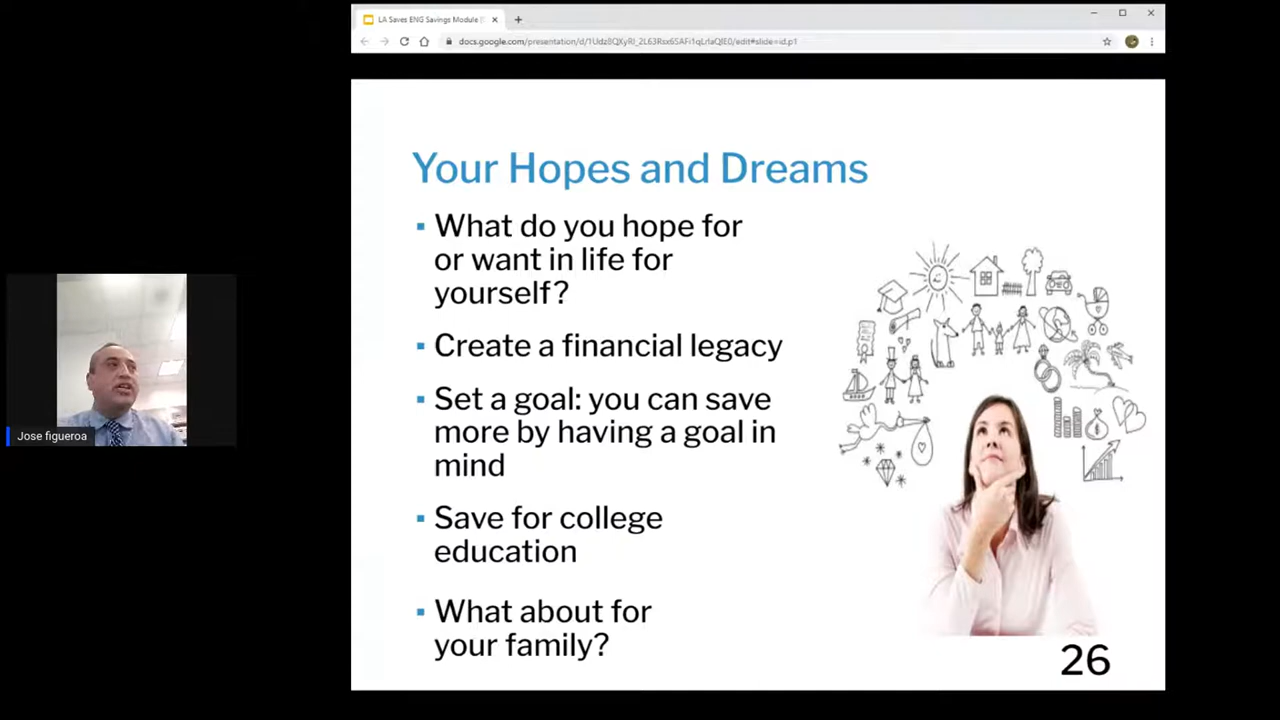 LA Saves ENG Savings Module
Your Hopes and Dreams
What do you hope for
or want in life for
yourself?
Create a financial legacy
Set a goal: you can save
more by having a goal in
mind
Save for college
education
What about for
your family?
26
Jose figueroa